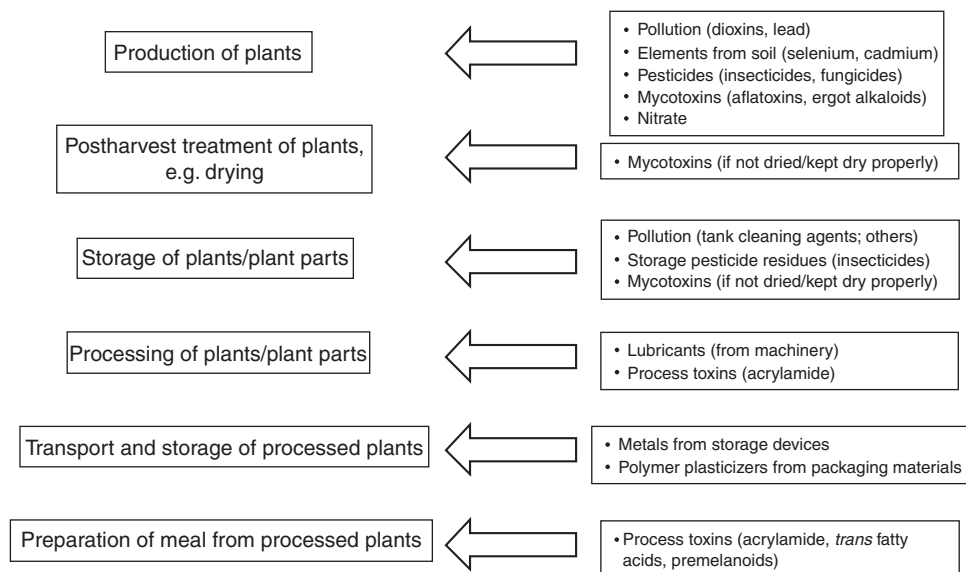 Production of plants
• Pollution (dioxins, lead)
• Elements from soil (selenium, cadmium)
• Pesticides (insecticides, fungicides)
• Mycotoxins (aflatoxins, ergot alkaloids)
• Nitrate
Postharvest treatment of plants,
e.g. drying
• Mycotoxins (if not dried/kept dry properly)
Storage of plants/plant parts
• Pollution (tank cleaning agents; others)
• Storage pesticide residues (insecticides)
• Mycotoxins (if not dried/kept dry properly)
Processing of plants/plant parts
• Lubricants (from machinery)
• Process toxins (acrylamide)
Transport and storage of processed plants
• Metals from storage devices
• Polymer plasticizers from packaging materials
Preparation of meal from processed plants
• Process toxins (acrylamide, trans fatty
acids, premelanoids)